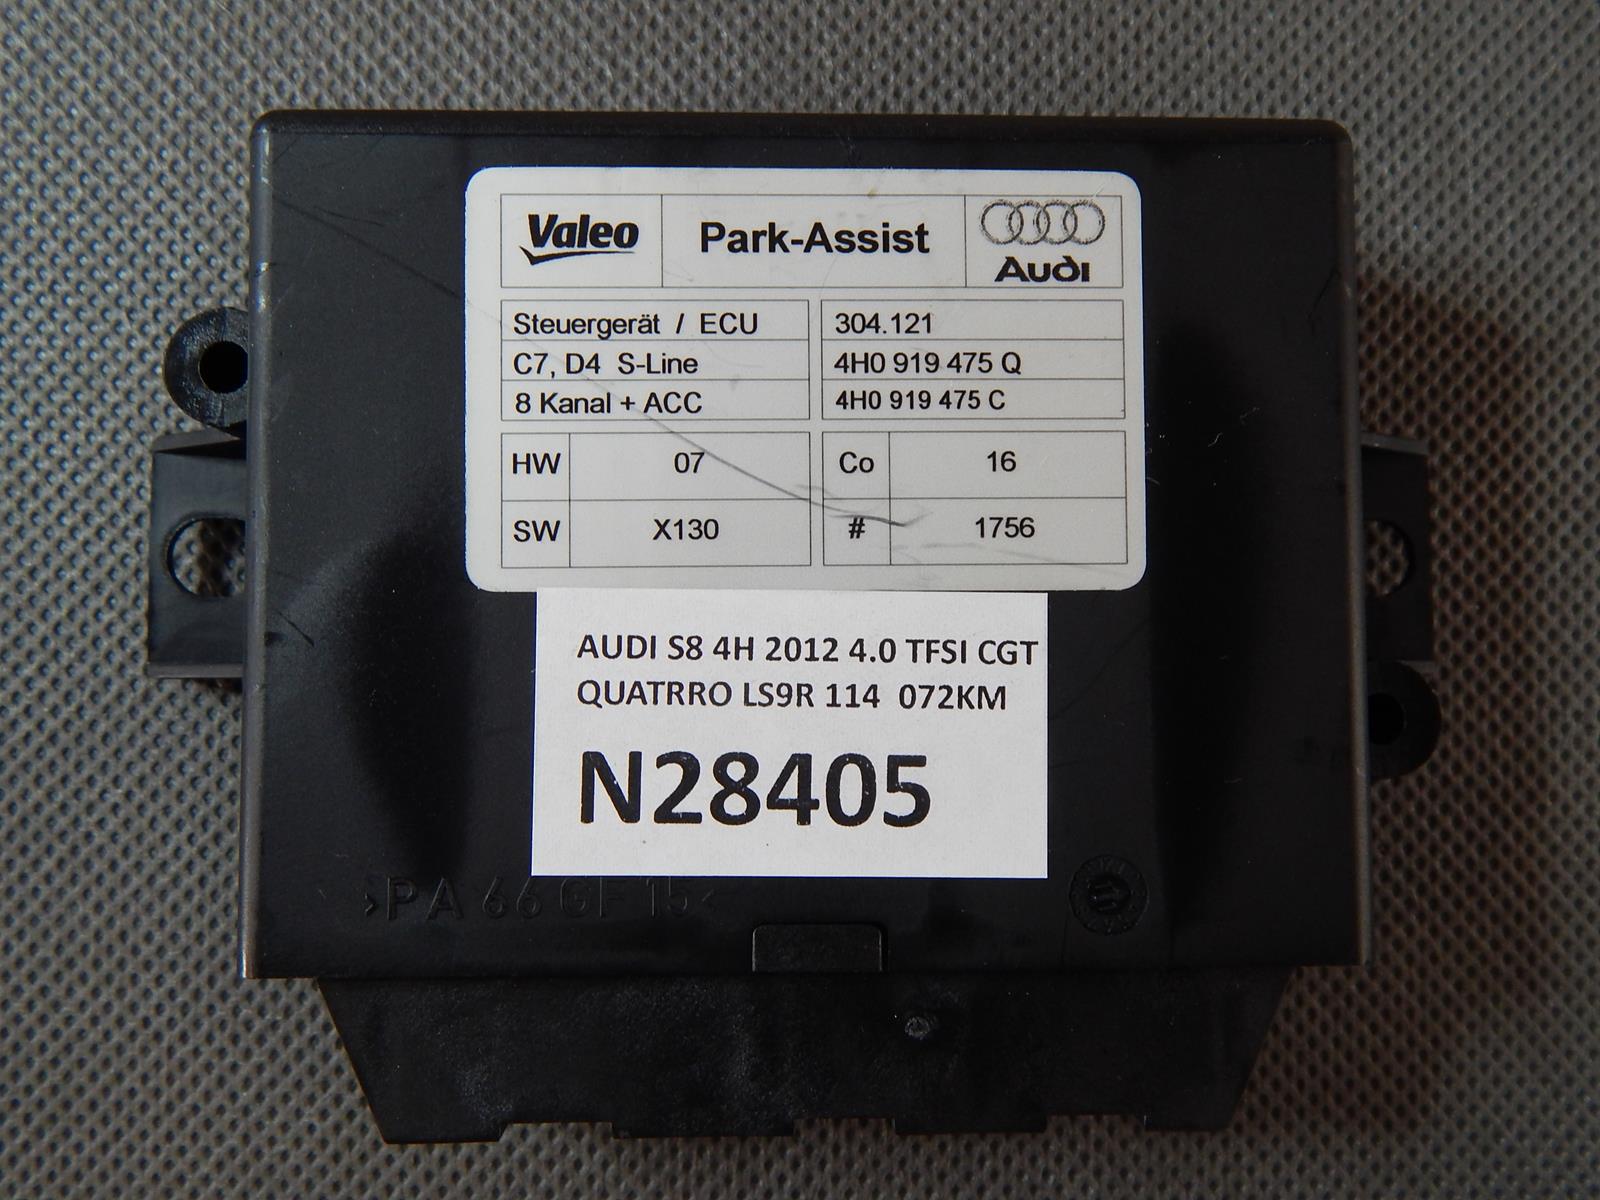 Valeo Park-Assist Audi
Steuergerät / ECU 304.121
C7, D4 S-Line 4H0 919 475 Q
8 Kanal + ACC 4H0 919 475 C
HW 07 Co 16
SW X130 # 1756
AUDI S8 4H 2012 4.0 TFSI CGT
QUATRRO LS9R 114 072KM
N28405
>PA 66 GF 15<